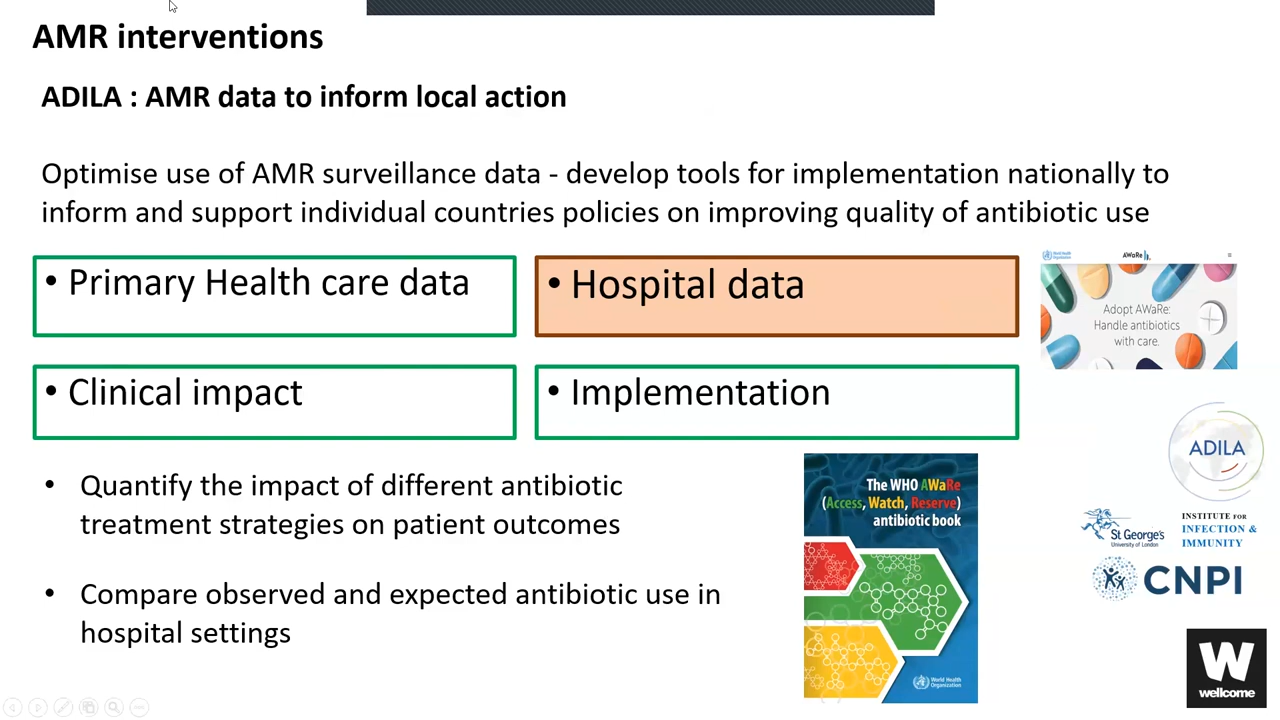 AMR interventions
ADILA : AMR data to inform local action
Optimise use of AMR surveillance data - develop tools for implementation nationally to
inform and support individual countries policies on improving quality of antibiotic use
• Primary Health care data
• Hospital data
• Clinical impact
• Implementation
World Health
Organization
AWaRe
Adopt AWaRe:
Handle antibiotics
with care.
• Quantify the impact of different antibiotic
treatment strategies on patient outcomes
• Compare observed and expected antibiotic use in
hospital settings
The WHO AWaRe
(Access, Watch, Reserve)
antibiotic book
World Health
Organization
ADILA
St George's
University of London
INSTITUTE FOR
INFECTION &
IMMUNITY
CNPI
W
wellcome